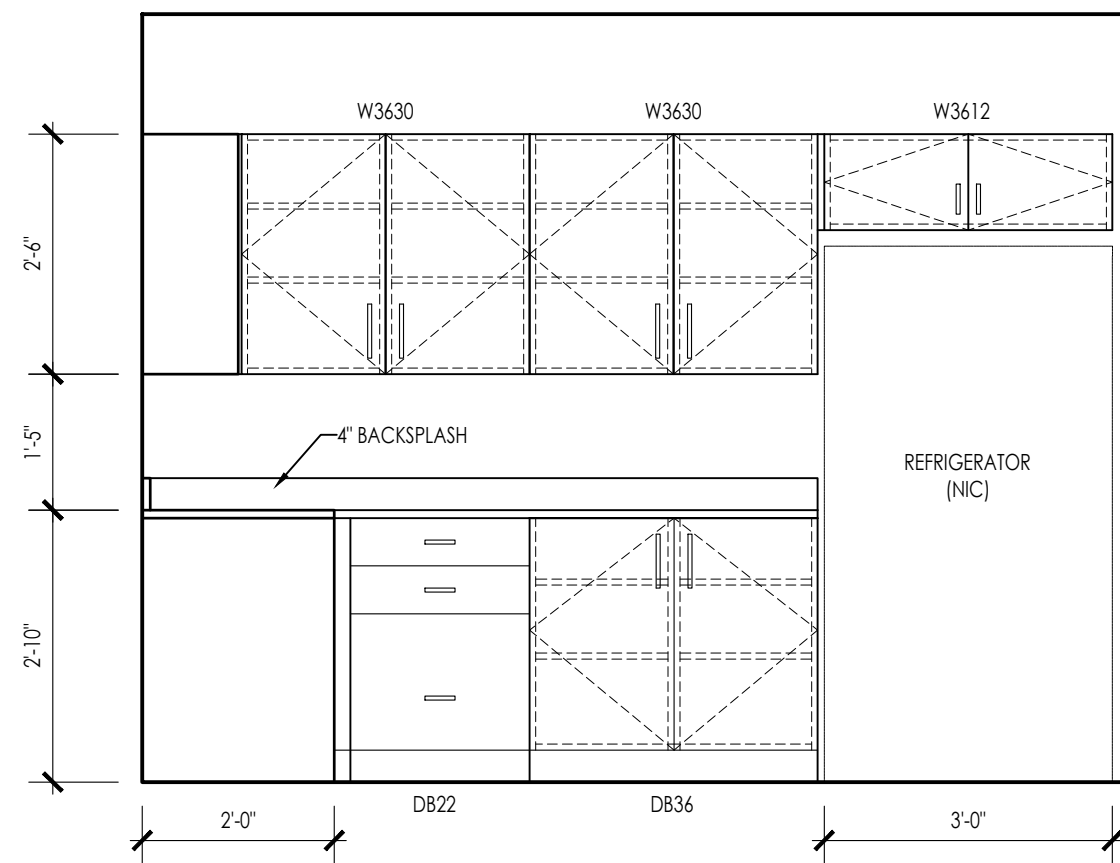 W3630
W3630
W3612
2'-6"
1'-5"
4" BACKSPLASH
REFRIGERATOR
(NIC)
2'-10"
DB22
DB36
2'-0"
3'-0"